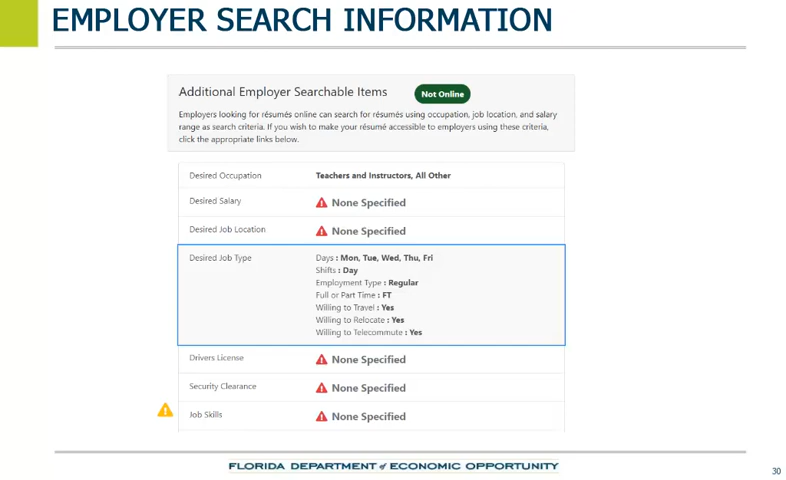 EMPLOYER SEARCH INFORMATION
Additional Employer Searchable Items Not Online
Employers looking for résumés online can search for résumés using occupation, job location, and salary
range as search criteria. If you wish to make your résumé accessible to employers using these criteria,
click the appropriate links below.
Desired Occupation Teachers and Instructors, All Other
Desired Salary None Specified
Desired Job Location None Specified
Desired Job Type Days : Mon, Tue, Wed, Thu, Fri
Shifts : Day
Employment Type : Regular
Full or Part Time : FT
Willing to Travel : Yes
Willing to Relocate : Yes
Willing to Telecommute : Yes
Drivers License None Specified
Security Clearance None Specified
Job Skills None Specified
FLORIDA DEPARTMENT of ECONOMIC OPPORTUNITY
30